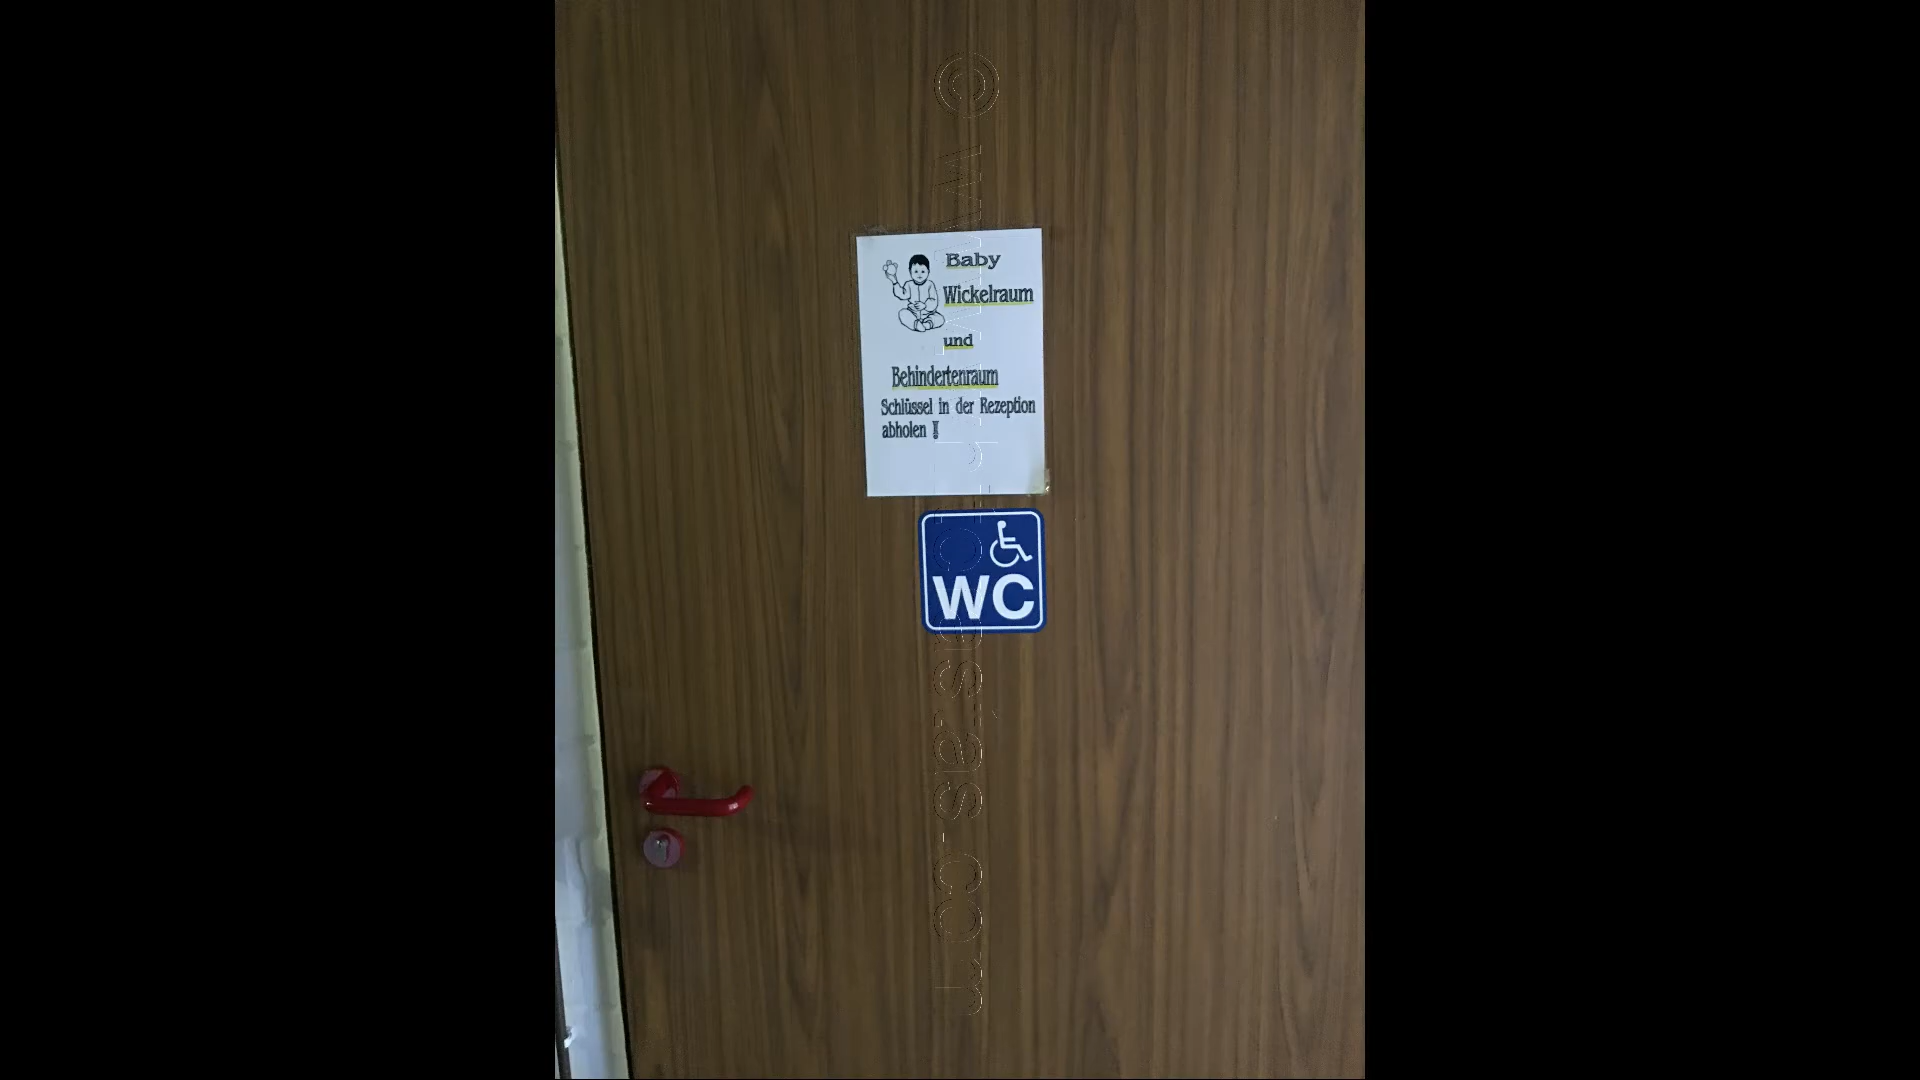 Baby
Wickelraum
und
Behindertenraum
Schlüssel in der Rezeption
abholen !
WC